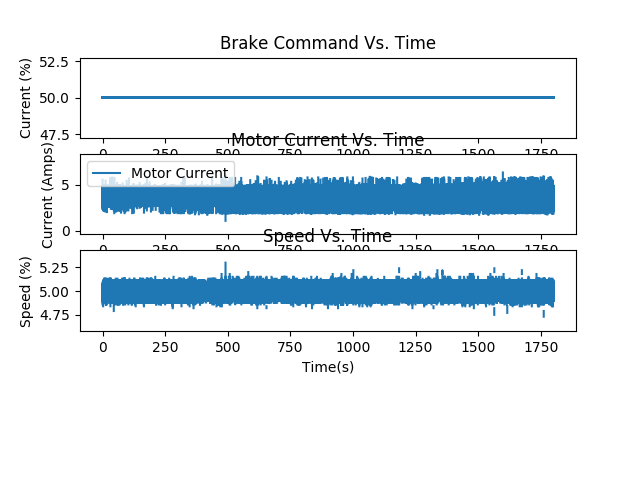 Brake Command Vs. Time
Current (%)
52.5
50.0
47.5
0 250 500 750 1000 1250 1500 1750
Motor Current Vs. Time
Current (Amps)
Motor Current
5
0
0 250 500 750 1000 1250 1500 1750
Speed Vs. Time
Speed (%)
5.25
5.00
4.75
0 250 500 750 1000 1250 1500 1750
Time(s)